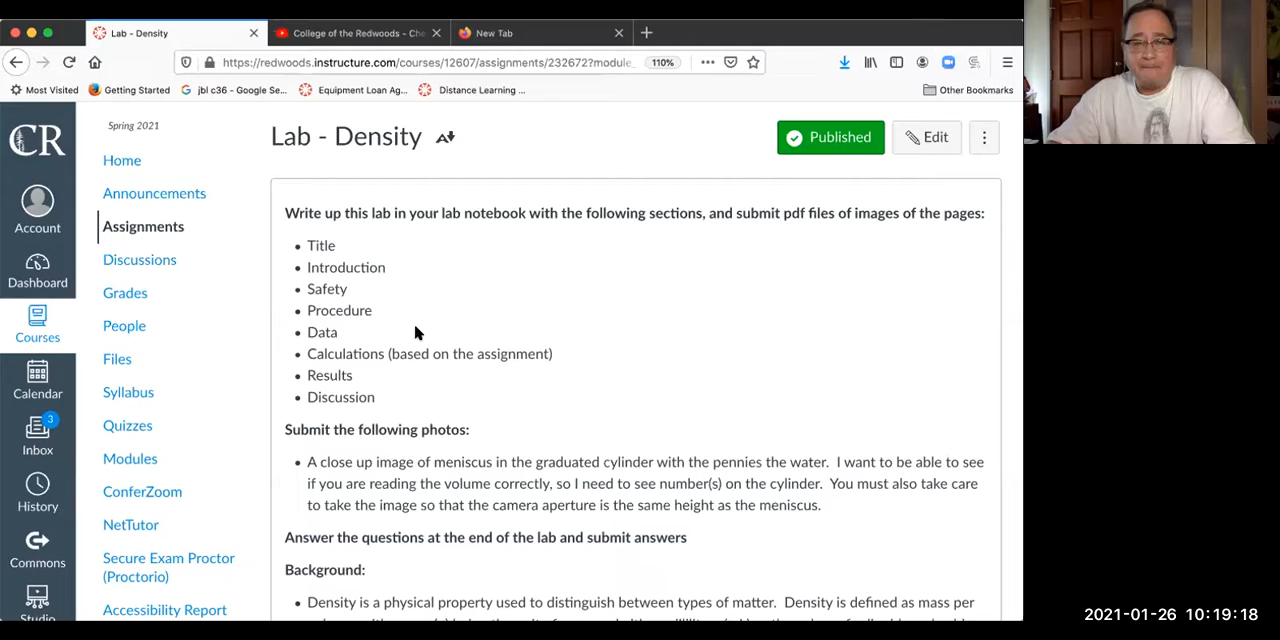 Lab - Density
College of the Redwoods - Che
New Tab
https://redwoods.instructure.com/courses/12607/assignments/232672?module_
110%
Most Visited
Getting Started
jbl c36 - Google Se...
Equipment Loan Ag...
Distance Learning ...
Other Bookmarks
CR
Account
Dashboard
Courses
Calendar
3
Inbox
History
Commons
Studio
Spring 2021
Home
Announcements
Assignments
Discussions
Grades
People
Files
Syllabus
Quizzes
Modules
ConferZoom
NetTutor
Secure Exam Proctor
(Proctorio)
Accessibility Report
Lab - Density
Published
Edit
Write up this lab in your lab notebook with the following sections, and submit pdf files of images of the pages:
• Title
• Introduction
• Safety
• Procedure
• Data
• Calculations (based on the assignment)
• Results
• Discussion
Submit the following photos:
• A close up image of meniscus in the graduated cylinder with the pennies the water. I want to be able to see
if you are reading the volume correctly, so I need to see number(s) on the cylinder. You must also take care
to take the image so that the camera aperture is the same height as the meniscus.
Answer the questions at the end of the lab and submit answers
Background:
• Density is a physical property used to distinguish between types of matter. Density is defined as mass per
2021-01-26 10:19:18